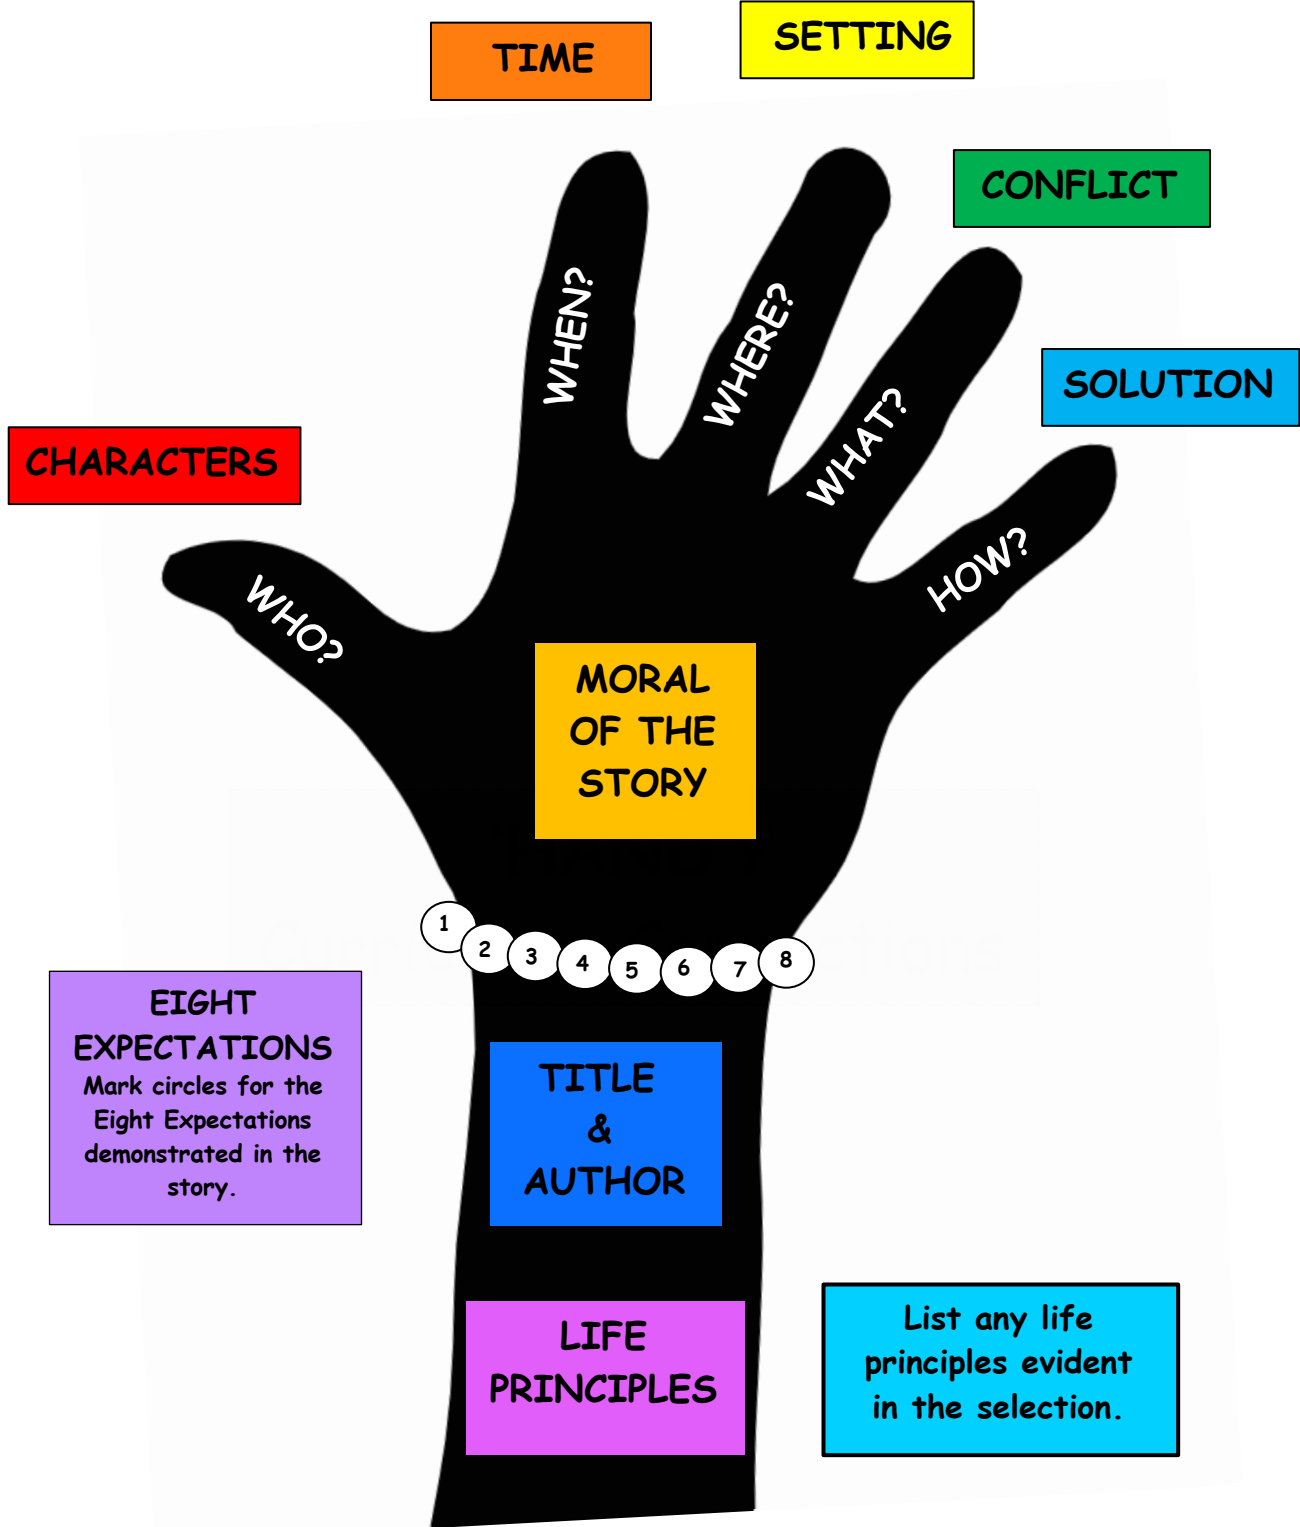 TIME
SETTING
CONFLICT
SOLUTION
CHARACTERS
WHO?
WHEN?
WHERE?
WHAT?
HOW?
MORAL
OF THE
STORY
1
2
3
4
5
6
7
8
EIGHT
EXPECTATIONS
Mark circles for the
Eight Expectations
demonstrated in the
story.
TITLE
&
AUTHOR
LIFE
PRINCIPLES
List any life
principles evident
in the selection.